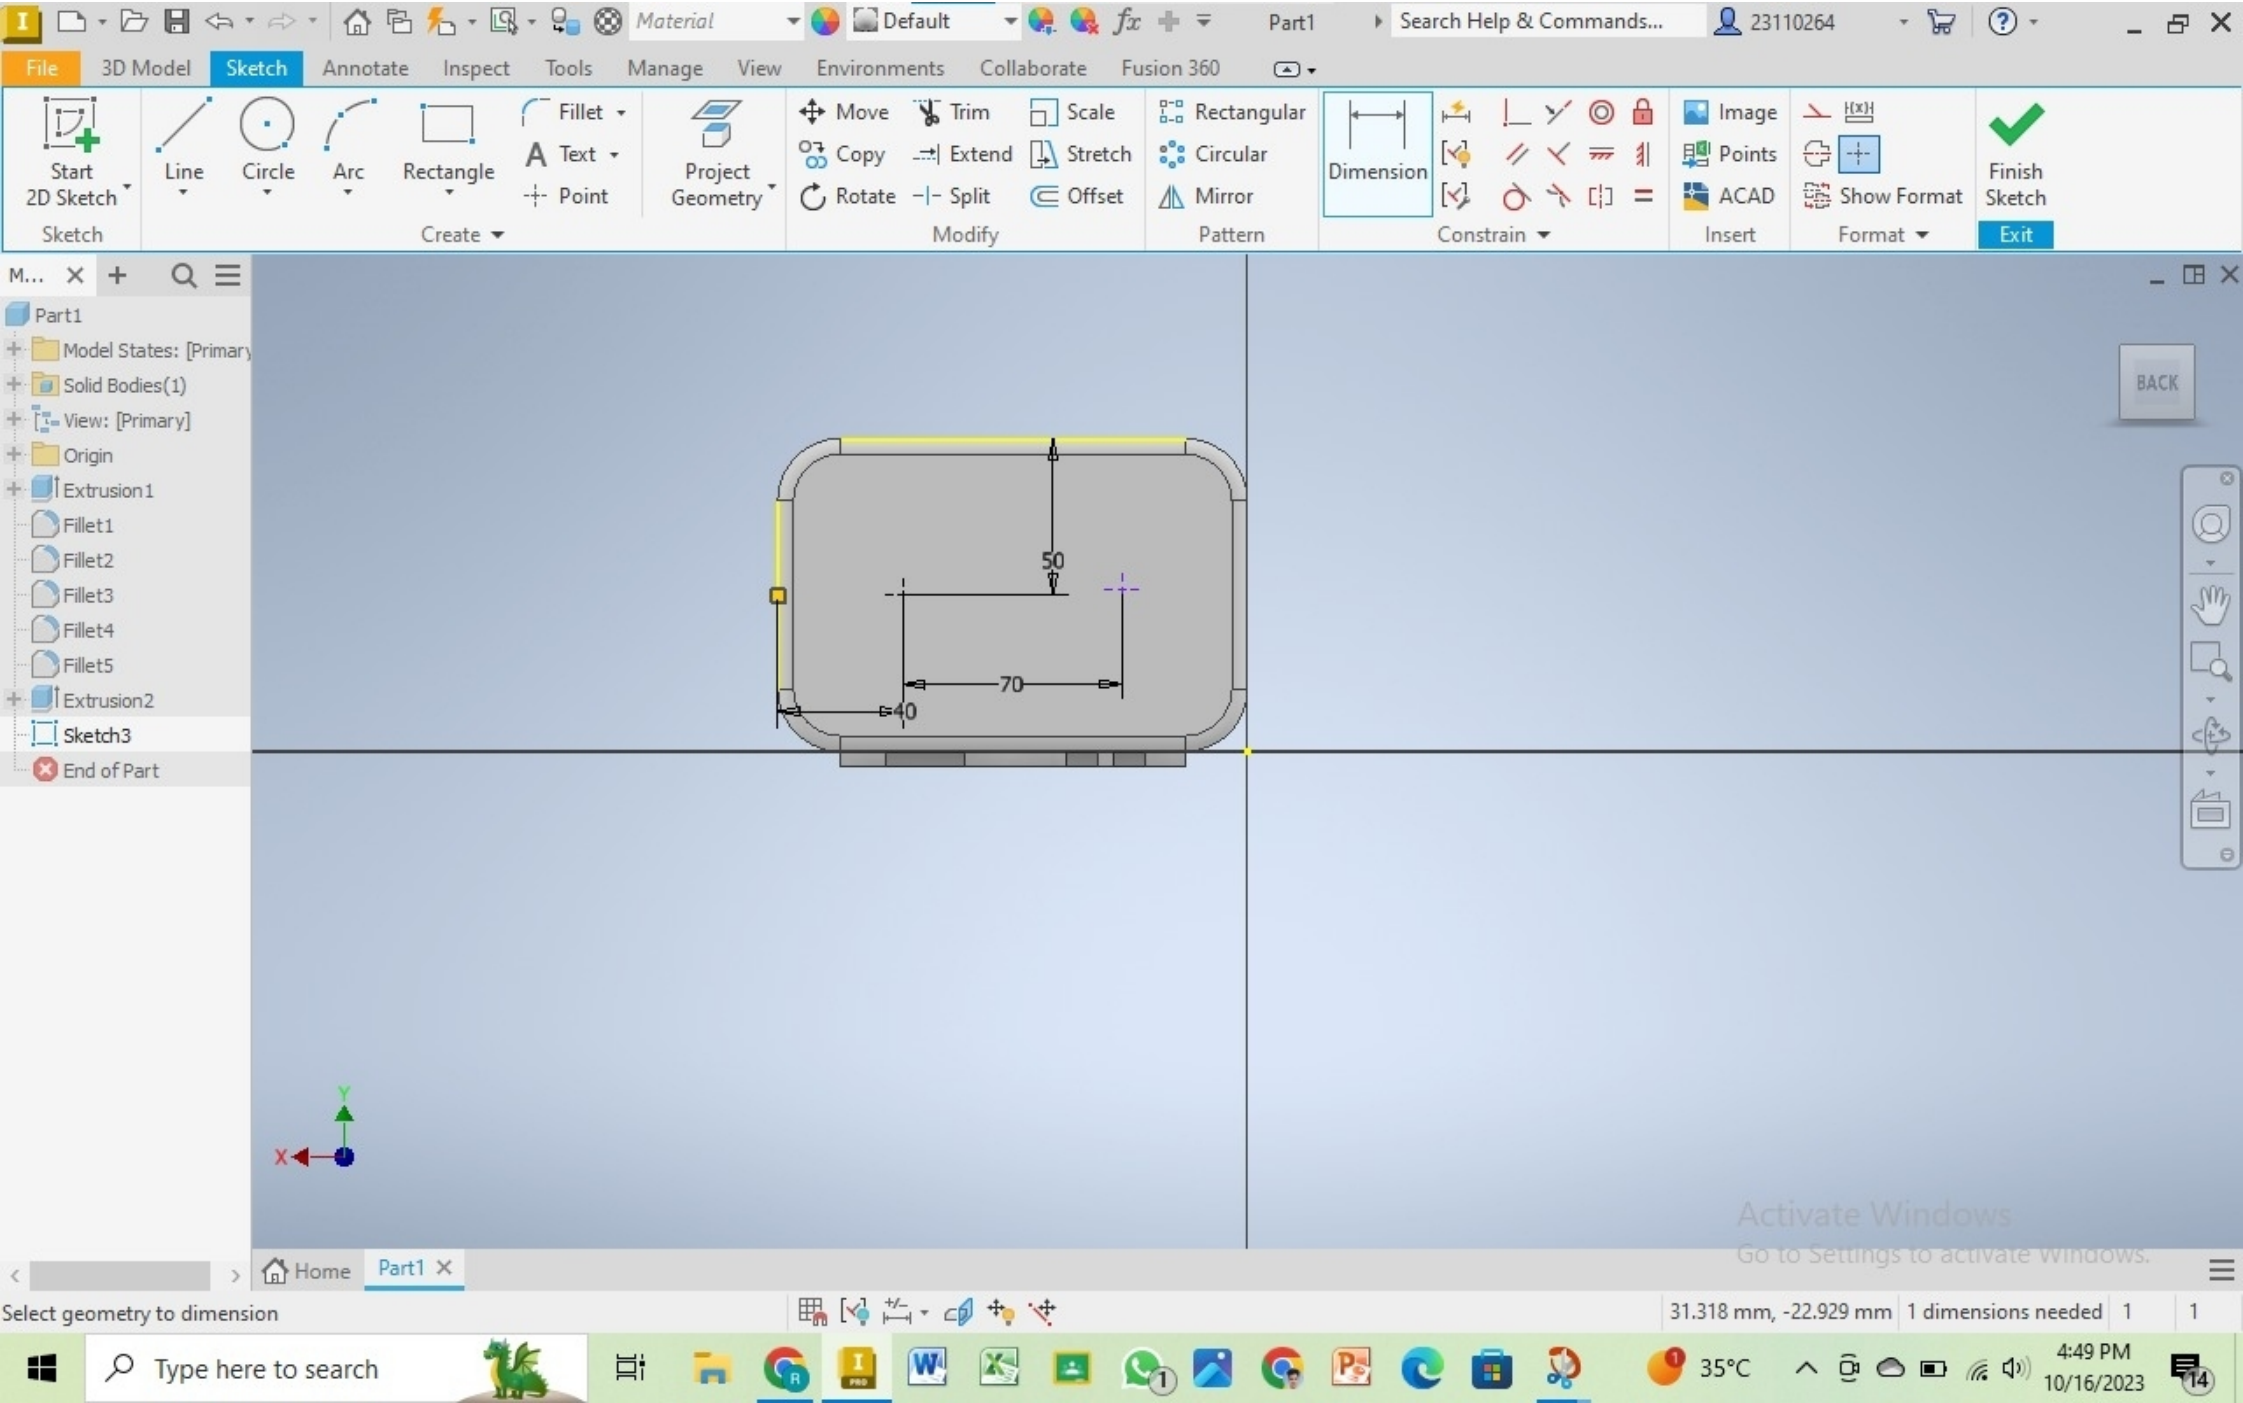 I Material Default fx Part1 Search Help & Commands... 23110264 ?
File 3D Model Sketch Annotate Inspect Tools Manage View Environments Collaborate Fusion 360
Start 2D Sketch
Line Circle Arc Rectangle
Fillet
A Text
Point
Project Geometry
Move Trim Scale
Copy Extend Stretch
Rotate Split Offset
Rectangular
Circular
Mirror
Dimension
Image
Points
ACAD
Show Format
Finish Sketch
Sketch Create Modify Pattern Constrain Insert Format Exit
M...
Part1
Model States: [Primary
Solid Bodies(1)
View: [Primary]
Origin
Extrusion1
Fillet1
Fillet2
Fillet3
Fillet4
Fillet5
Extrusion2
Sketch3
End of Part
BACK
50
70
40
Y
X
Activate Windows
Go to Settings to activate Windows.
Home Part1
Select geometry to dimension 31.318 mm, -22.929 mm 1 dimensions needed 1 1
Type here to search 1 1 35°C 4:49 PM
10/16/2023 14